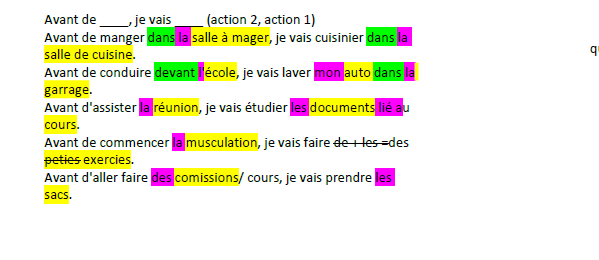 Avant de ____, je vais ____ (action 2, action 1)
Avant de manger dans la salle à mager, je vais cuisinier dans la
salle de cuisine.
Avant de conduire devant l'école, je vais laver mon auto dans la
garrage.
Avant d'assister la réunion, je vais étudier les documents lié au
cours.
Avant de commencer la musculation, je vais faire de + les =des
peties exercies.
Avant d'aller faire des comissions/ cours, je vais prendre les
sacs.